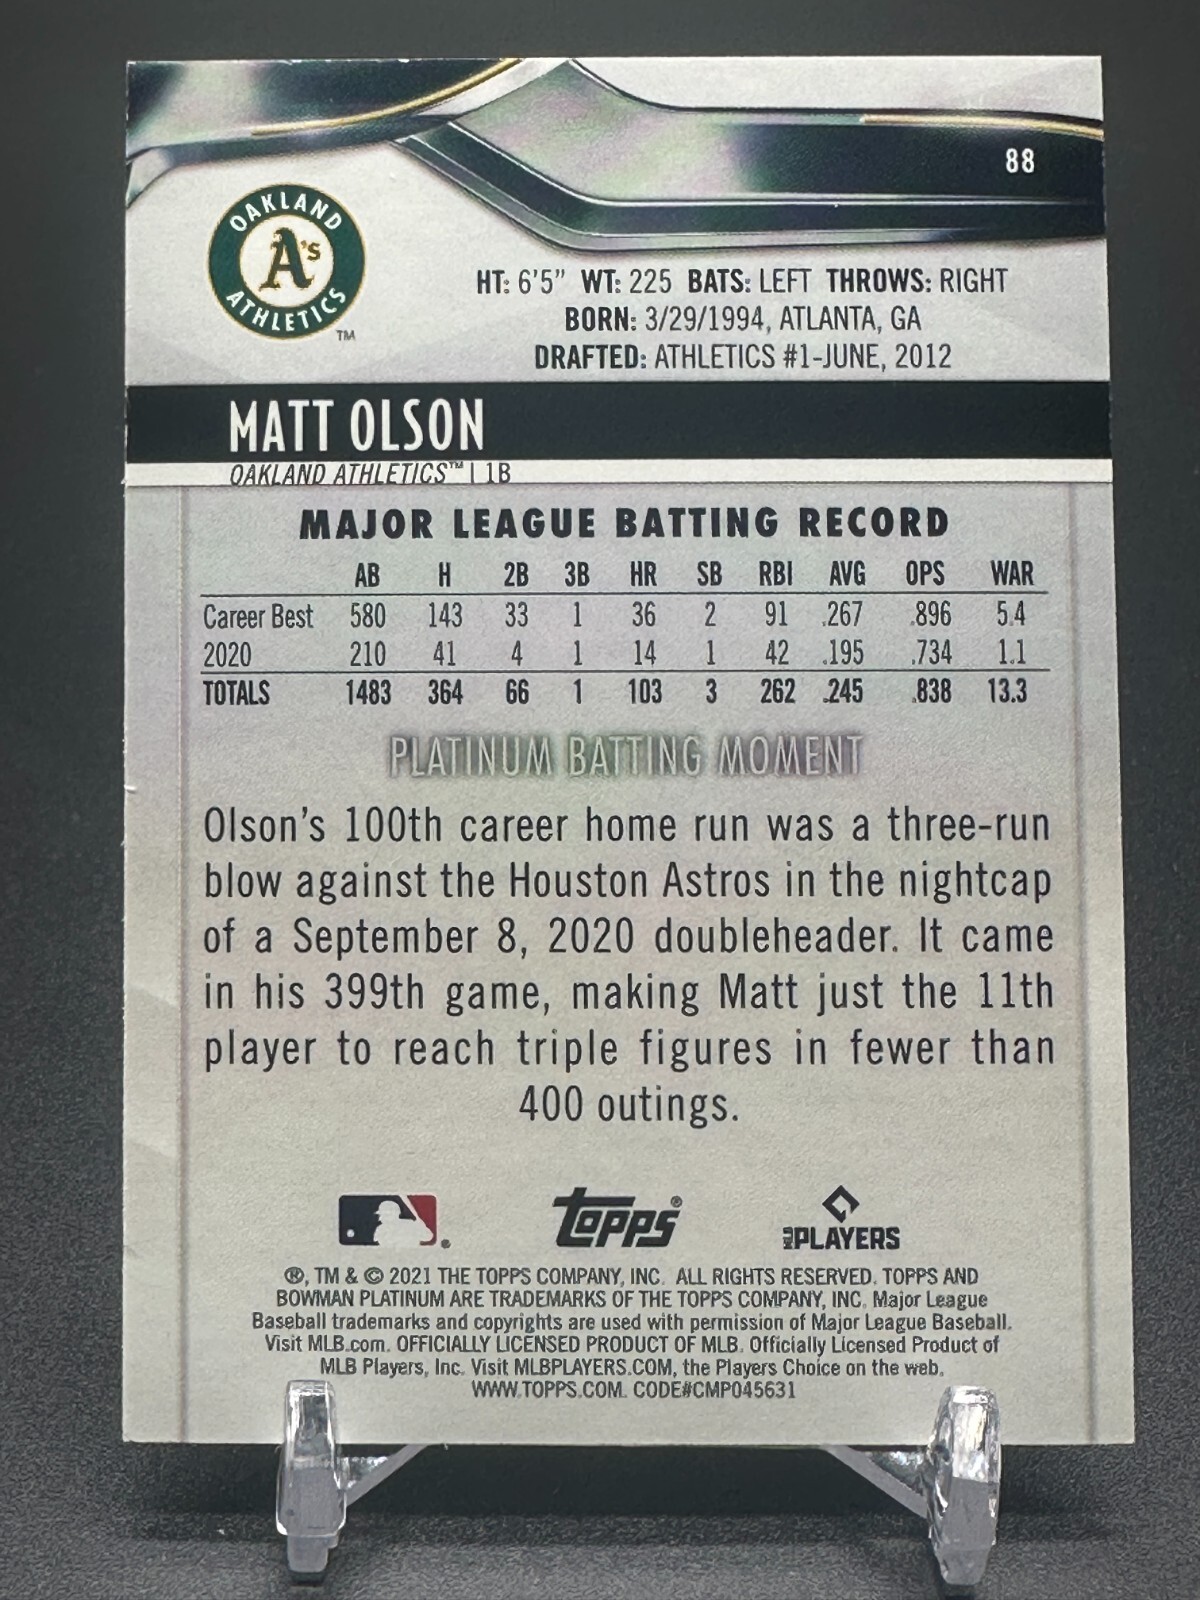 88
OAKLAND
A's
ATHLETICS
TM
HT: 6'5" WT: 225 BATS: LEFT THROWS: RIGHT
BORN: 3/29/1994, ATLANTA, GA
DRAFTED: ATHLETICS #1-JUNE, 2012
MATT OLSON
OAKLAND ATHLETICS™ | 1B
MAJOR LEAGUE BATTING RECORD
AB H 2B 3B HR SB RBI AVG OPS WAR
Career Best 580 143 33 1 36 2 91 .267 .896 5.4
2020 210 41 4 1 14 1 42 .195 .734 1.1
TOTALS 1483 364 66 1 103 3 262 .245 .838 13.3
PLATINUM BATTING MOMENT
Olson's 100th career home run was a three-run
blow against the Houston Astros in the nightcap
of a September 8, 2020 doubleheader. It came
in his 399th game, making Matt just the 11th
player to reach triple figures in fewer than
400 outings.
Topps® MLB PLAYERS
®, TM & © 2021 THE TOPPS COMPANY, INC. ALL RIGHTS RESERVED. TOPPS AND
BOWMAN PLATINUM ARE TRADEMARKS OF THE TOPPS COMPANY, INC. Major League
Baseball trademarks and copyrights are used with permission of Major League Baseball.
Visit MLB.com. OFFICIALLY LICENSED PRODUCT OF MLB. Officially Licensed Product of
MLB Players, Inc. Visit MLBPLAYERS.COM, the Players Choice on the web.
WWW.TOPPS.COM. CODE#CMP045631